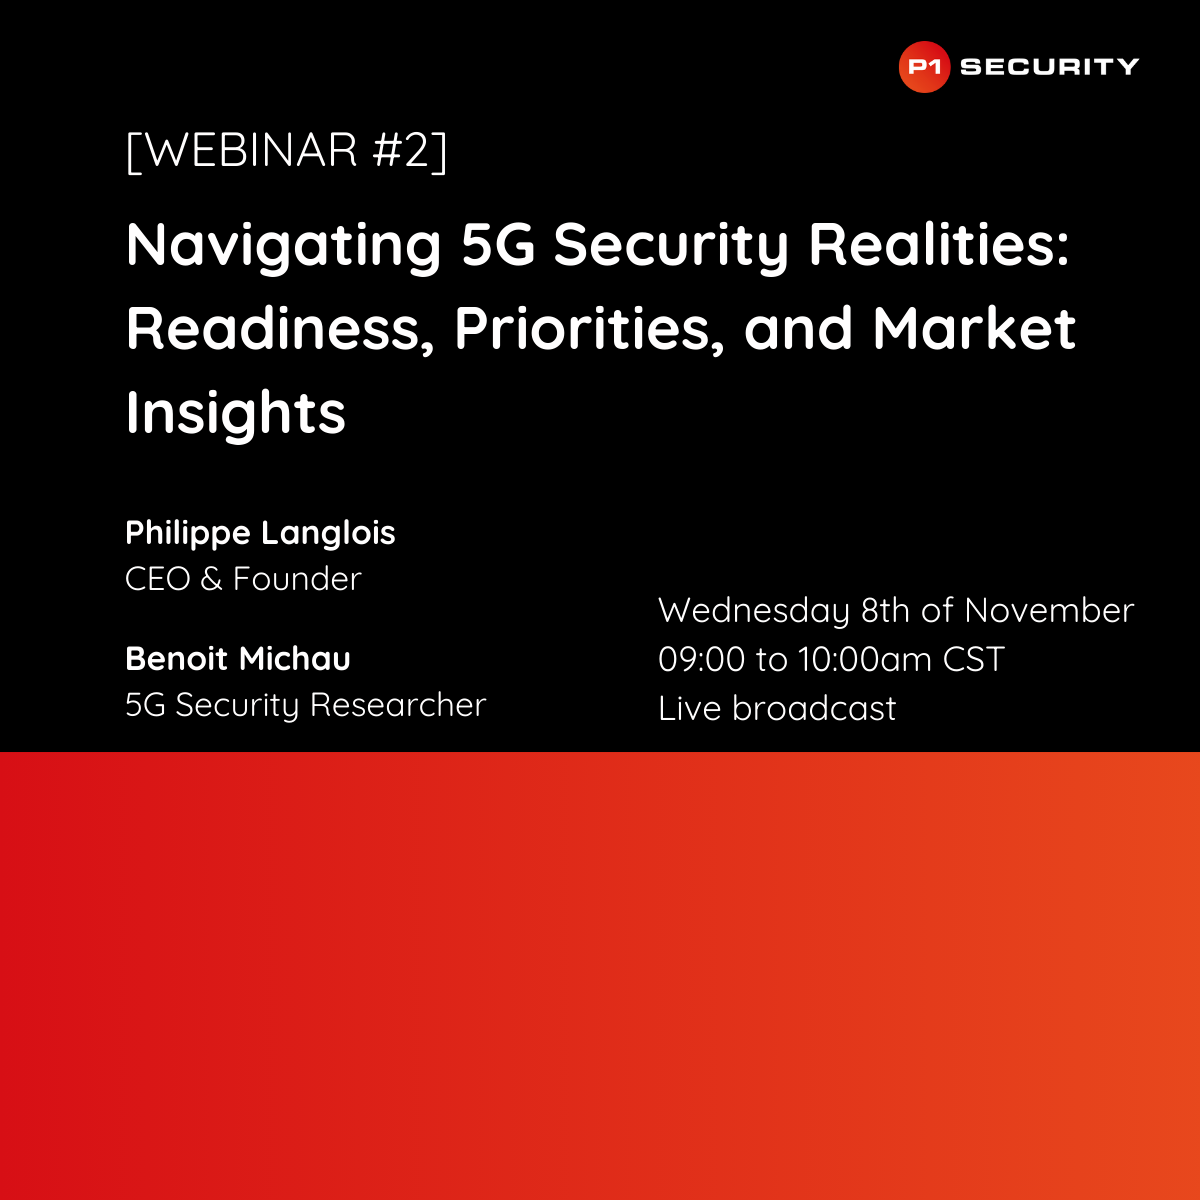 P1 SECURITY
[WEBINAR #2]
Navigating 5G Security Realities:
Readiness, Priorities, and Market
Insights
Philippe Langlois
CEO & Founder
Benoit Michau
5G Security Researcher
Wednesday 8th of November
09:00 to 10:00am CST
Live broadcast